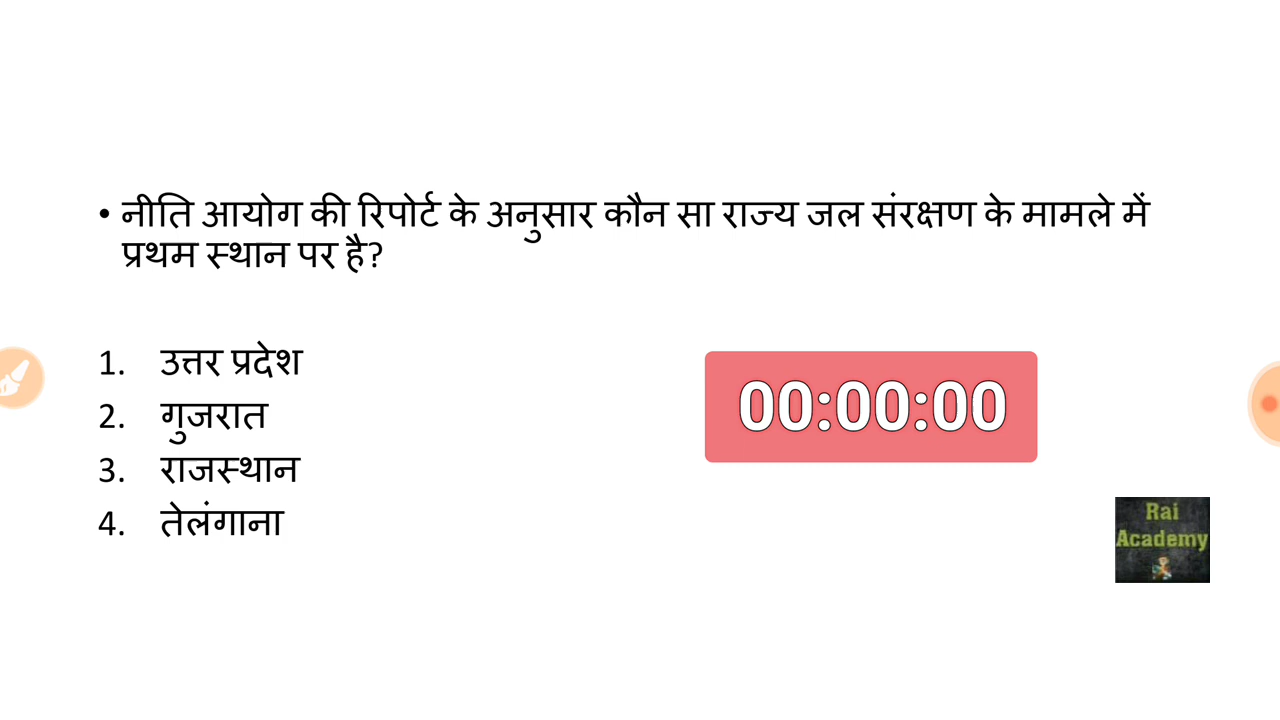 • नीति आयोग की रिपोर्ट के अनुसार कौन सा राज्य जल संरक्षण के मामले में
प्रथम स्थान पर है?
1. उत्तर प्रदेश
2. गुजरात
3. राजस्थान
4. तेलंगाना
00:00:00
Rai
Academy